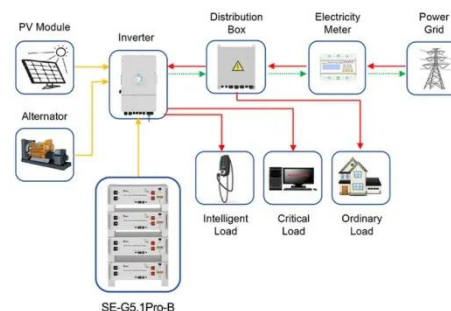 PV Module
Inverter
Distribution
Box
Electricity
Meter
Power
Grid
Alternator
Intelligent
Load
Critical
Load
Ordinary
Load
SE-G5.1Pro-B